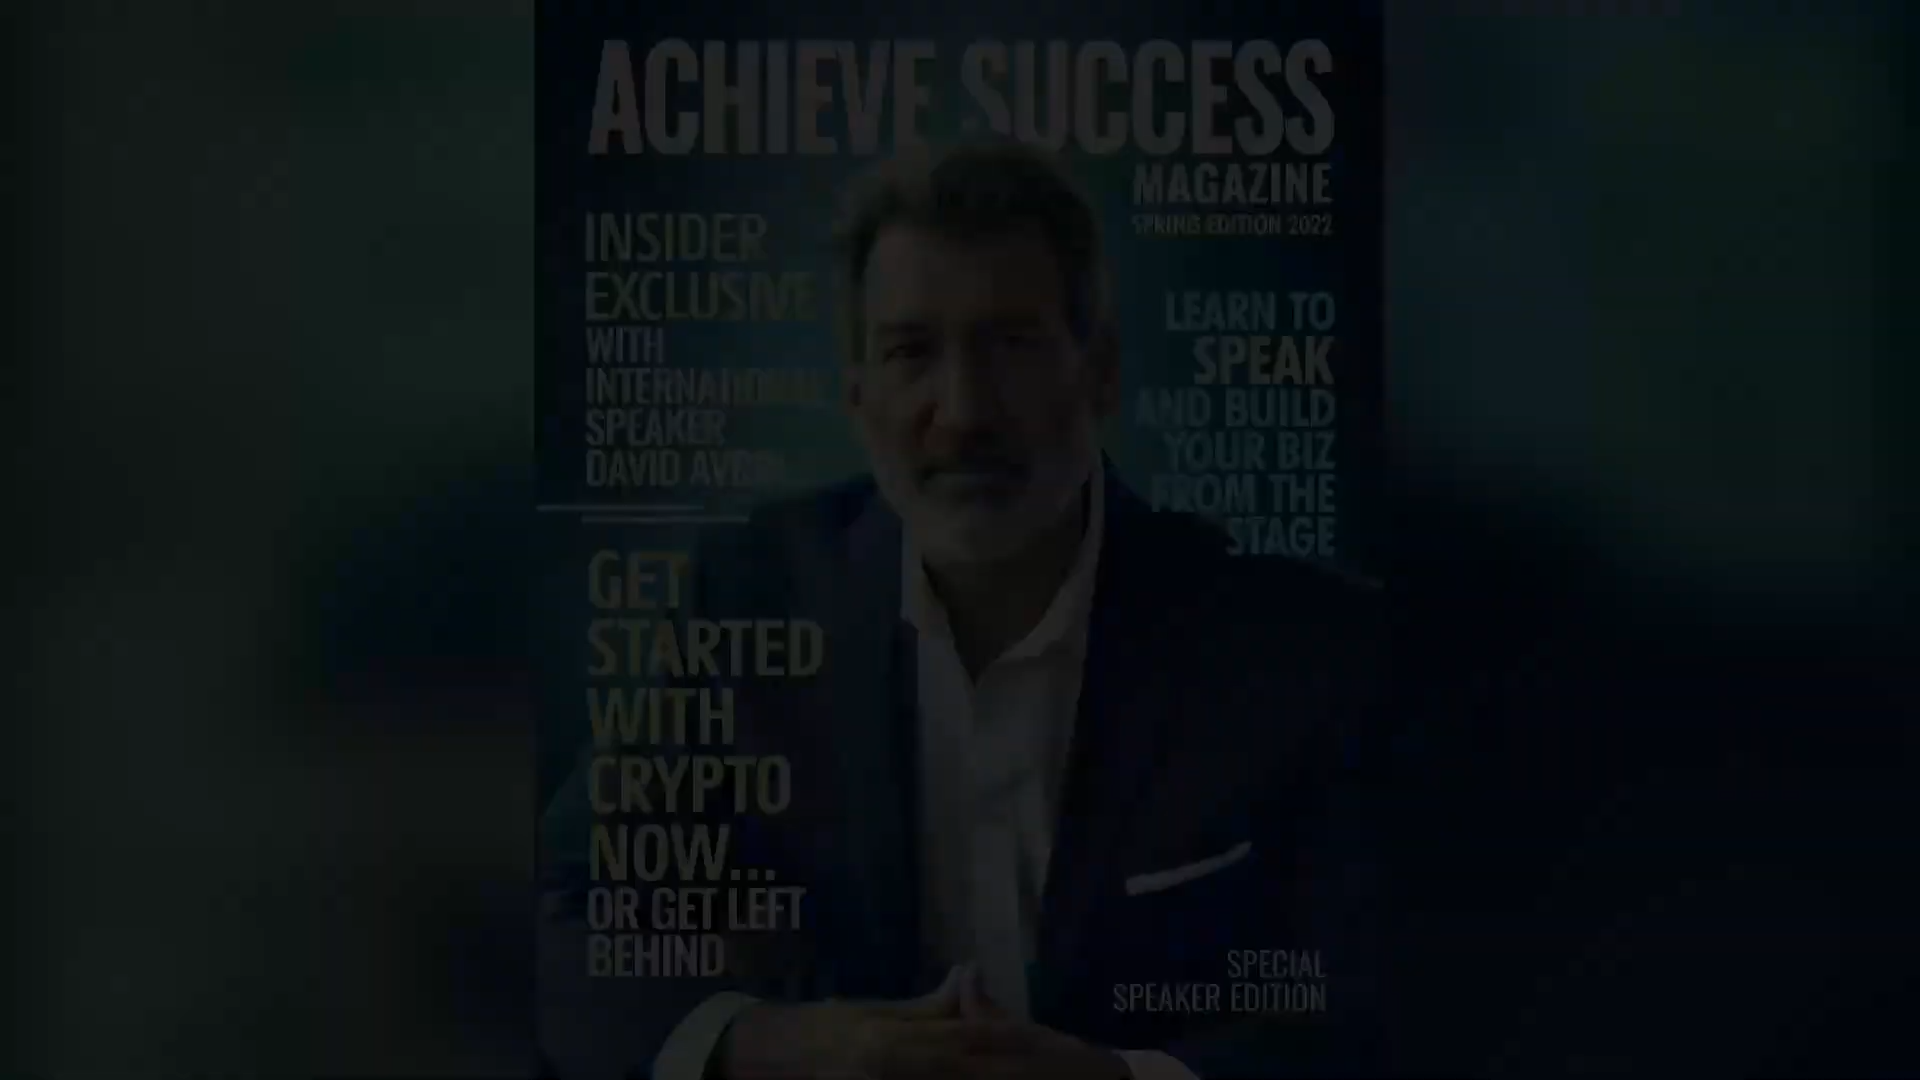 ACHIEVE SUCCESS
MAGAZINE
SPRING EDITION 2022
INSIDER
EXCLUSIVE
WITH
INTERNATIONAL
SPEAKER
DAVID
LEARN TO
SPEAK
AND BUILD
YOUR BIZ
FROM THE
STAGE
GET
STARTED
WITH
CRYPTO
NOW...
OR GET LEFT
BEHIND
SPECIAL
SPEAKER EDITION